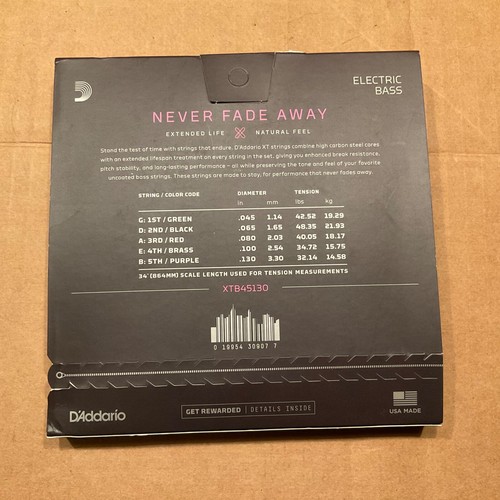 ELECTRIC
BASS
NEVER FADE AWAY
EXTENDED LIFE X NATURAL FEEL
Stand the test of time with strings that endure. D'Addario XT strings combine high carbon steel cores
with an extended lifespan treatment on every string in the set, giving you enhanced break resistance,
pitch stability, and long-lasting performance – all while preserving the tone and feel of your favorite
uncoated bass strings. These strings are made to stay, for performance that never fades away.
STRING / COLOR CODE DIAMETER TENSION
in mm lbs kg
G: 1ST / GREEN .045 1.14 42.52 19.29
D: 2ND / BLACK .065 1.65 48.35 21.93
A: 3RD / RED .080 2.03 40.05 18.17
E: 4TH / BRASS .100 2.54 34.72 15.75
B: 5TH / PURPLE .130 3.30 32.14 14.58
34" (864MM) SCALE LENGTH USED FOR TENSION MEASUREMENTS
XTB45130
0 19954 30907 7
D'Addario
GET REWARDED | DETAILS INSIDE
USA MADE